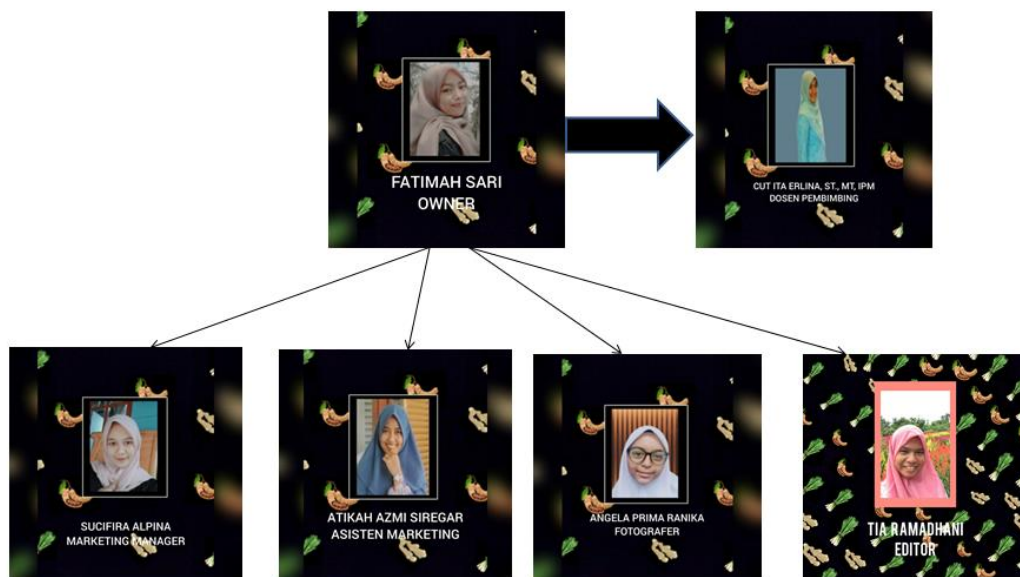 FATIMAH SARI
OWNER
CUT ITA ERLINA, ST., MT, IPM
DOSEN PEMBIMBING
SUCIFIRA ALPINA
MARKETING MANAGER
ATIKAH AZMI SIREGAR
ASISTEN MARKETING
ANGELA PRIMA RANIKA
FOTOGRAFER
TIA RAMADHANI
EDITOR